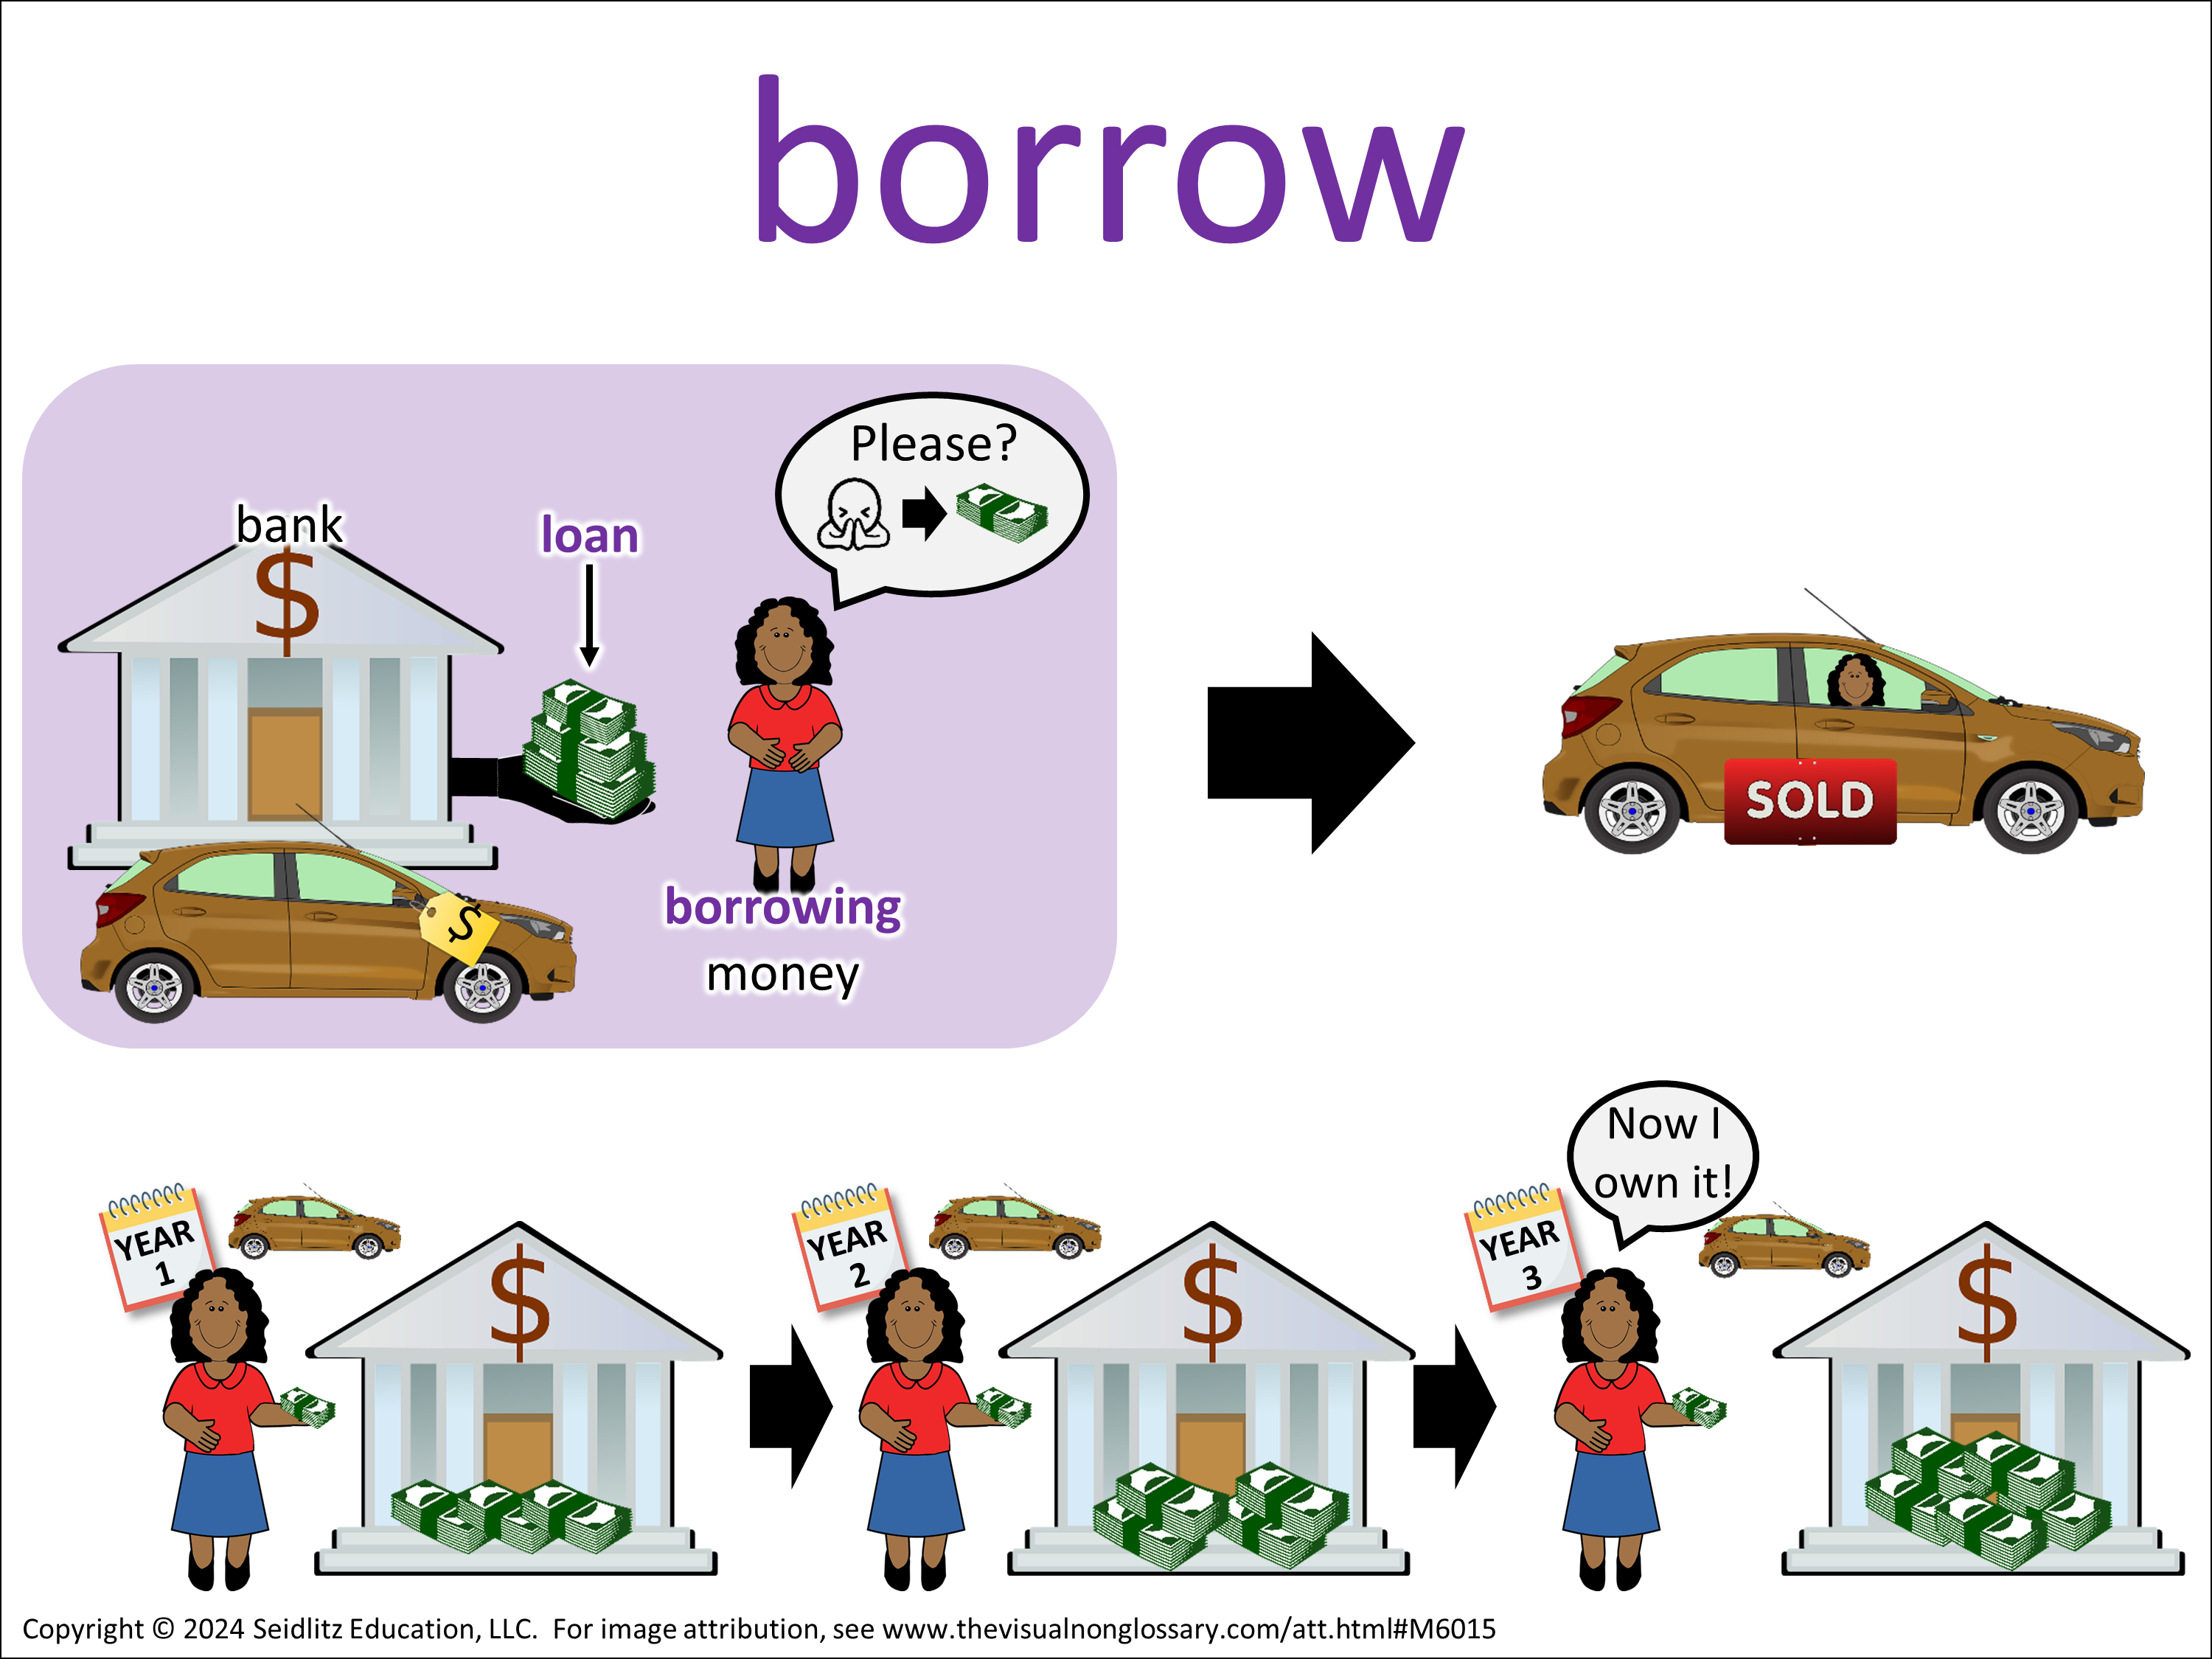 borrow
Please?
bank
$
loan
$
borrowing
money
SOLD
Now I
own it!
YEAR
1
$
YEAR
2
$
YEAR
3
$
Copyright © 2024 Seidlitz Education, LLC.  For image attribution, see www.thevisualnonglossary.com/att.html#M6015